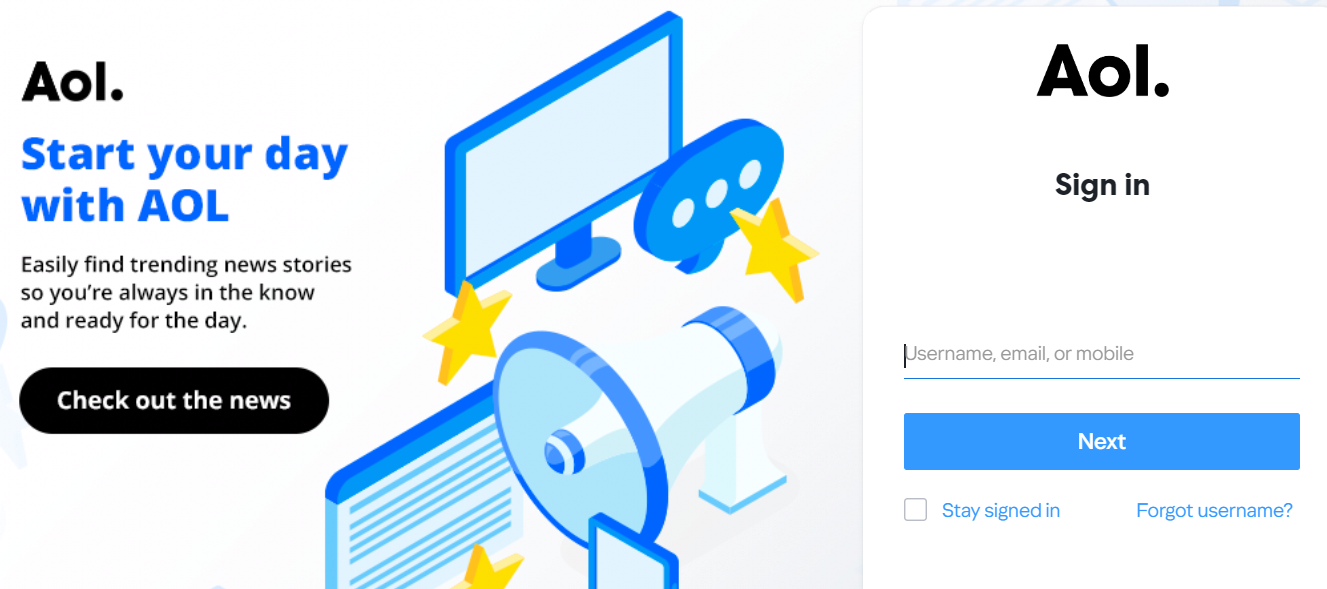 Aol.
Start your day
with AOL
Easily find trending news stories
so you're always in the know
and ready for the day.
Check out the news
Aol.
Sign in
Username, email, or mobile
Next
Stay signed in
Forgot username?